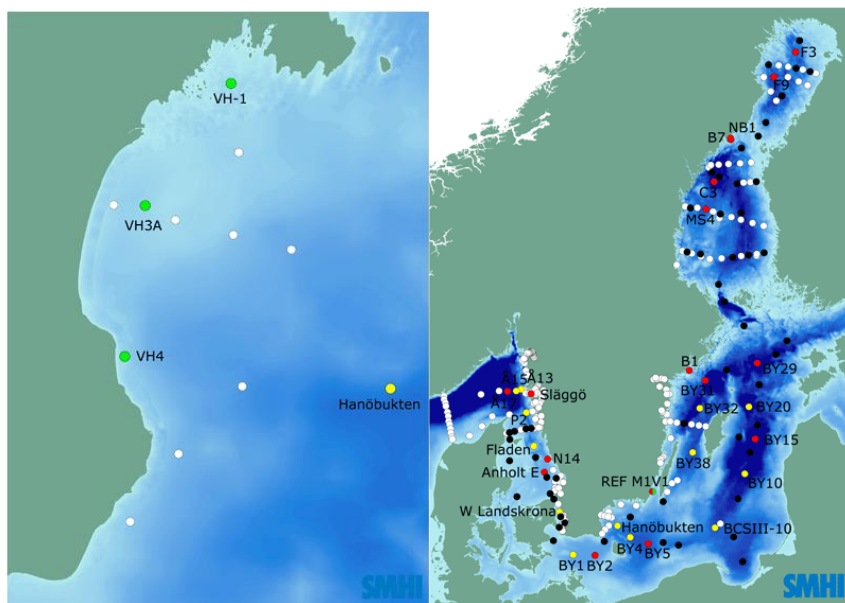 VH-1
VH3A
VH4
Hanöbukten
SMHI
F3
F9
NB1
B7
C3
MS4
B1
BY29
BY31
Å15
Å13
Å17
Släggö
BY32
BY20
P2
BY15
Fladen
N14
BY38
Anholt E
BY10
REF M1V1
W Landskrona
Hanöbukten
BCSIII-10
BY4
BY5
BY1
BY2
SMHI